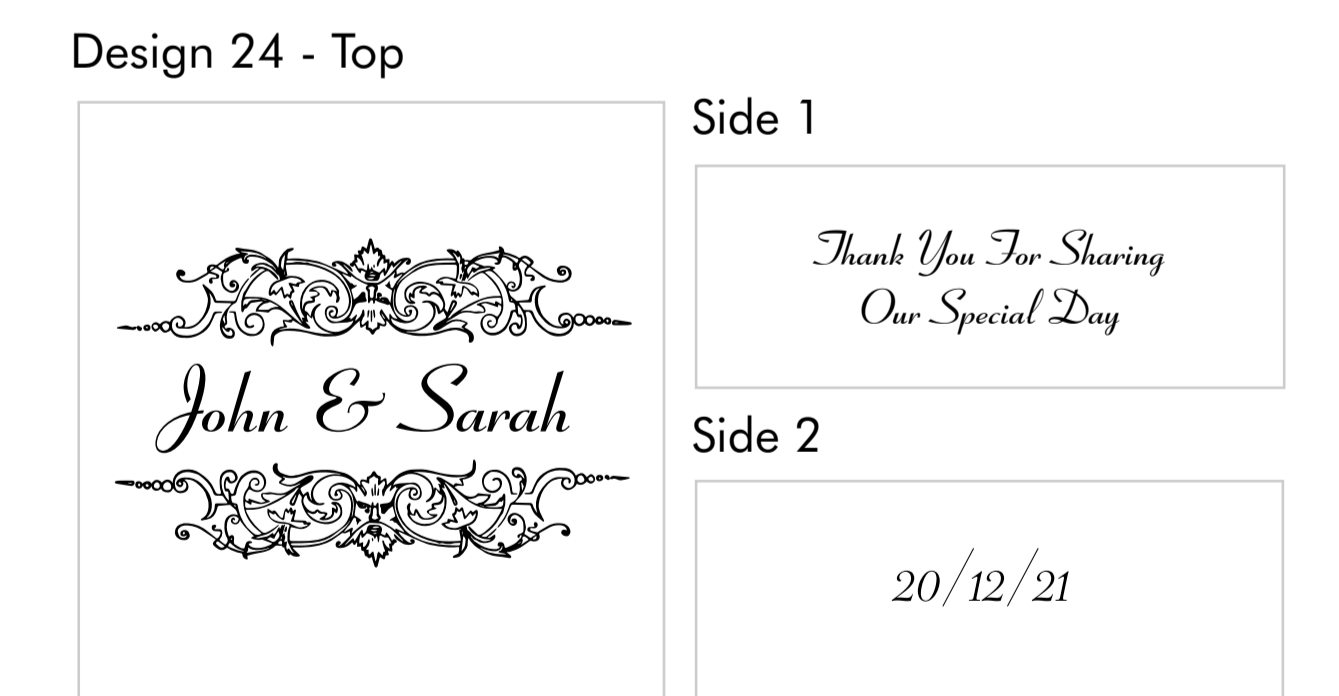 Design 24 - Top
John & Sarah
Side 1
Thank You For Sharing
Our Special Day
Side 2
20/12/21